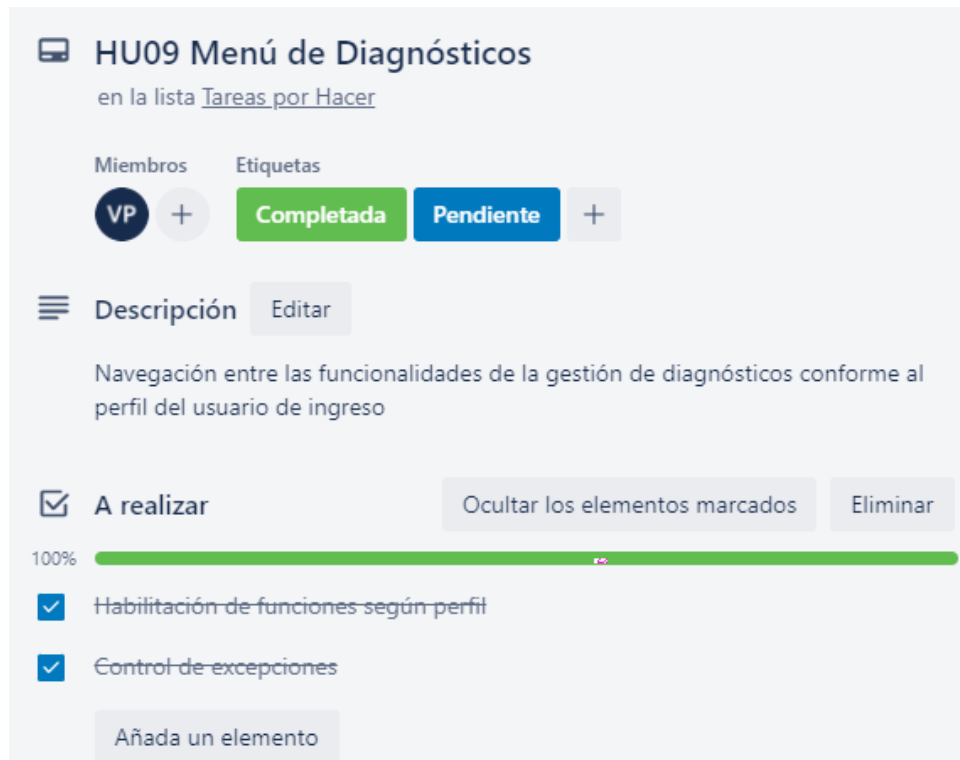 HU09 Menú de Diagnósticos
en la lista Tareas por Hacer
Miembros Etiquetas
VP + Completada Pendiente +
Descripción Editar
Navegación entre las funcionalidades de la gestión de diagnósticos conforme al
perfil del usuario de ingreso
A realizar Ocultar los elementos marcados Eliminar
100%
Habilitación de funciones según perfil
Control de excepciones
Añada un elemento